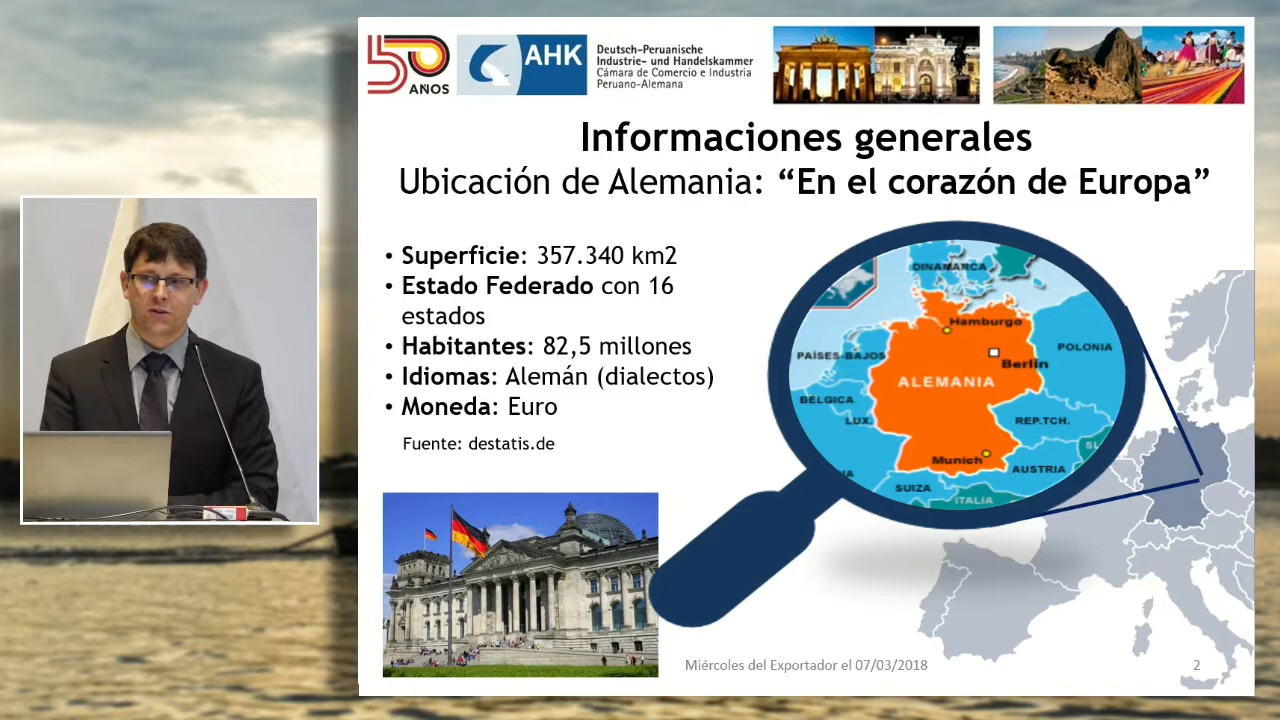 50
AÑOS
AHK
Deutsch-Peruanische
Industrie- und Handelskammer
Cámara de Comercio e Industria
Peruano-Alemana
Informaciones generales
Ubicación de Alemania: “En el corazón de Europa”
• Superficie: 357.340 km2
• Estado Federado con 16
estados
• Habitantes: 82,5 millones
• Idiomas: Alemán (dialectos)
• Moneda: Euro
Fuente: destatis.de
DINAMARCA
Hamburgo
PAÍSES-BAJOS
Berlin
POLONIA
ALEMANIA
BÉLGICA
LUX.
REP.TCH.
SL
Munich
AUSTRIA
IA
SUIZA
ITALIA
Miércoles del Exportador el 07/03/2018
2